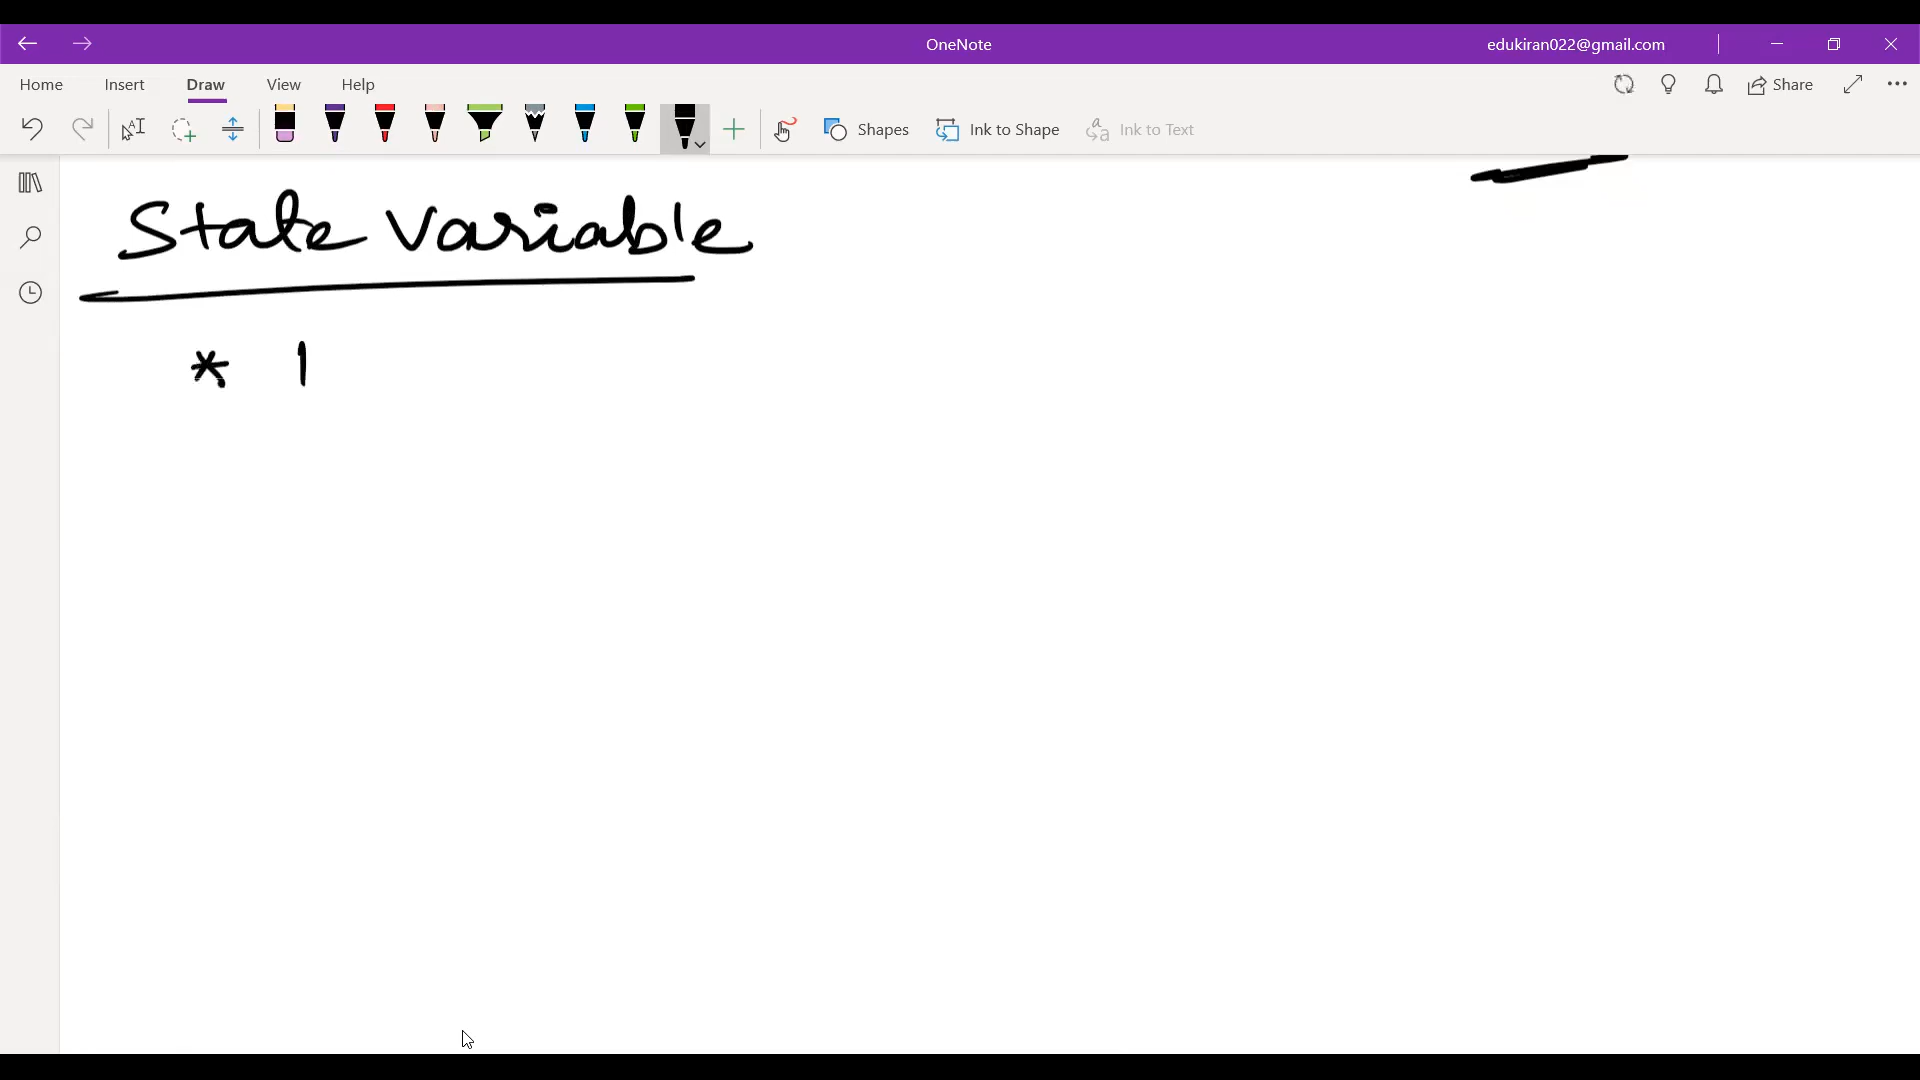 OneNote
edukiran022@gmail.com
Home Insert Draw View Help
Share
Shapes Ink to Shape Ink to Text
State Variable
* I